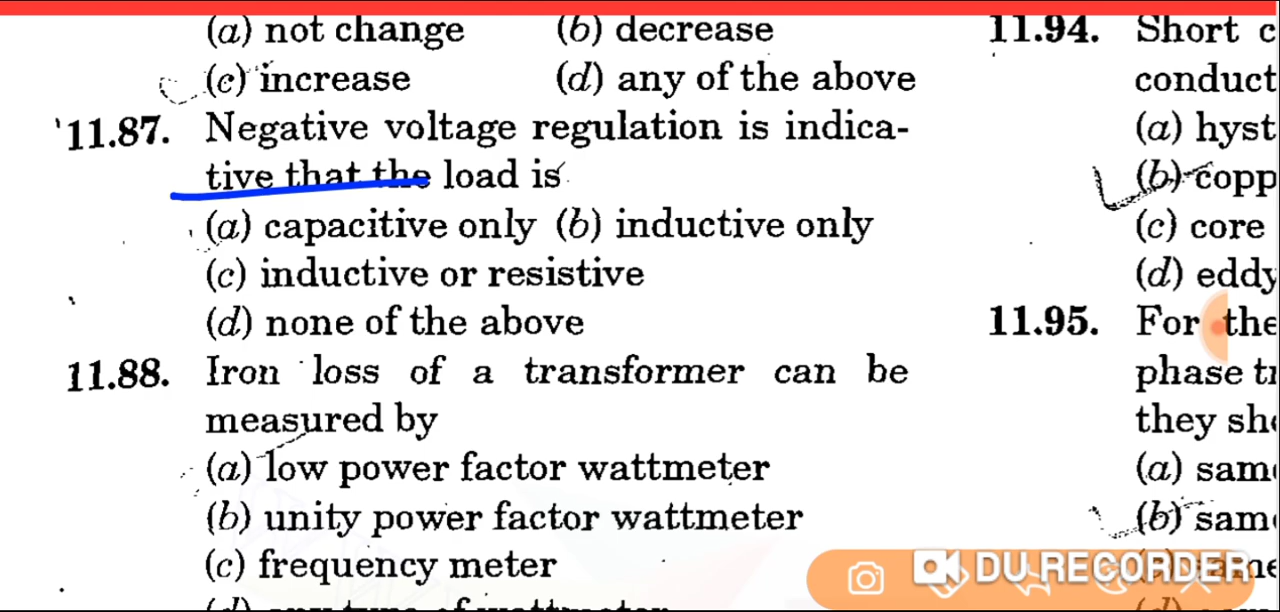 (a) not change (b) decrease
(c) increase (d) any of the above
11.87. Negative voltage regulation is indica-
tive that the load is
(a) capacitive only (b) inductive only
(c) inductive or resistive
(d) none of the above
11.88. Iron loss of a transformer can be
measured by
(a) low power factor wattmeter
(b) unity power factor wattmeter
(c) frequency meter
11.94. Short c
conduct
(a) hyst
(b) copp
(c) core
(d) eddy
11.95. For the
phase
they
(a)
(b)
DU RECORDER